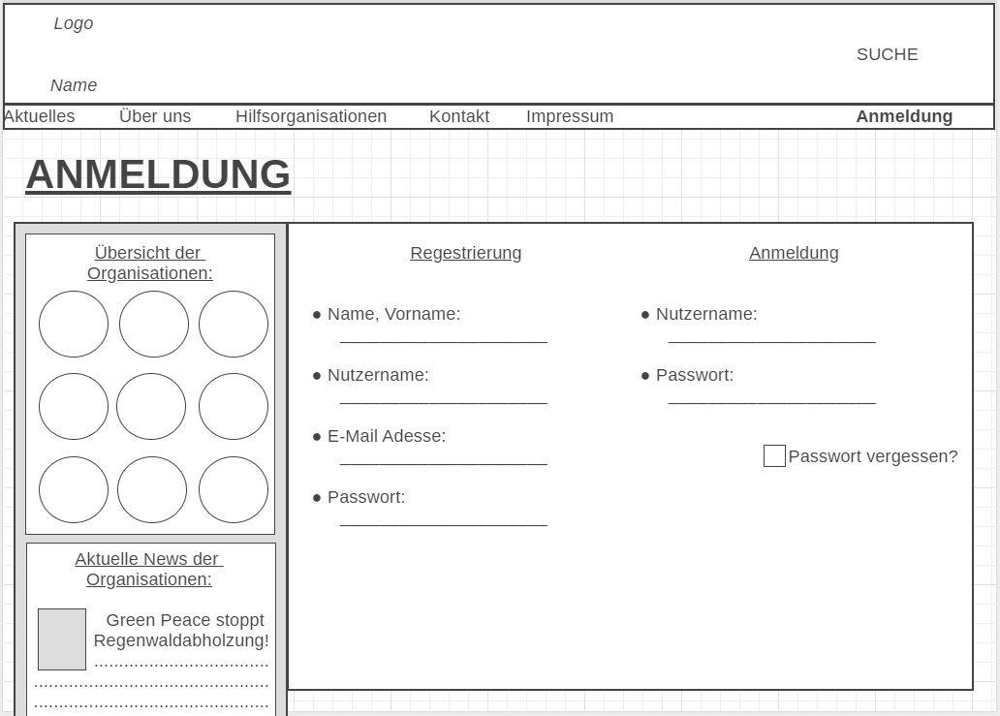 Logo
SUCHE
Name
Aktuelles Über uns Hilfsorganisationen Kontakt Impressum Anmeldung
ANMELDUNG
Übersicht der
Organisationen:
Aktuelle News der
Organisationen:
Green Peace stoppt
Regenwaldabholzung!
Regestrierung
● Name, Vorname:
● Nutzername:
● E-Mail Adesse:
● Passwort:
Anmeldung
● Nutzername:
● Passwort:
Passwort vergessen?